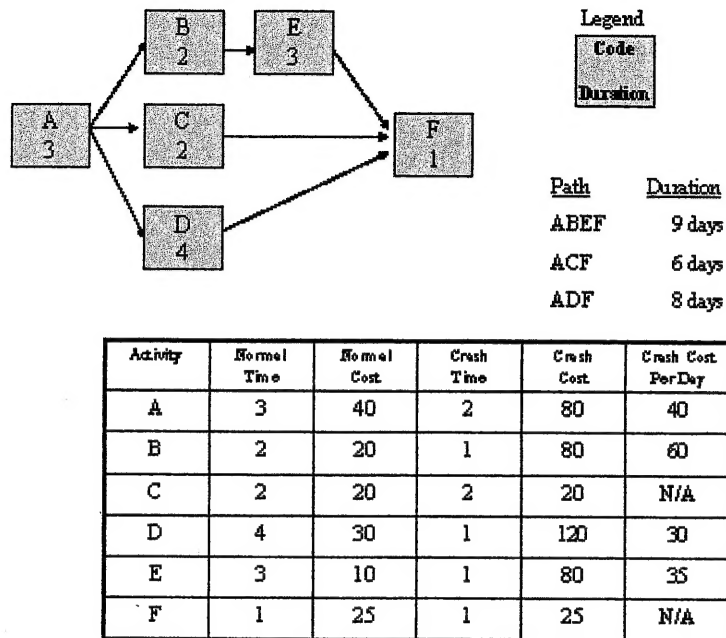 Legend
Code
Duration
B
2
E
3
A
3
C
2
F
1
D
4
Path Duration
ABEF 9 days
ACF 6 days
ADF 8 days
Activity Normal Time Normal Cost Crash Time Crash Cost Crash Cost Per Day
A 3 40 2 80 40
B 2 20 1 80 60
C 2 20 2 20 N/A
D 4 30 1 120 30
E 3 10 1 80 35
F 1 25 1 25 N/A